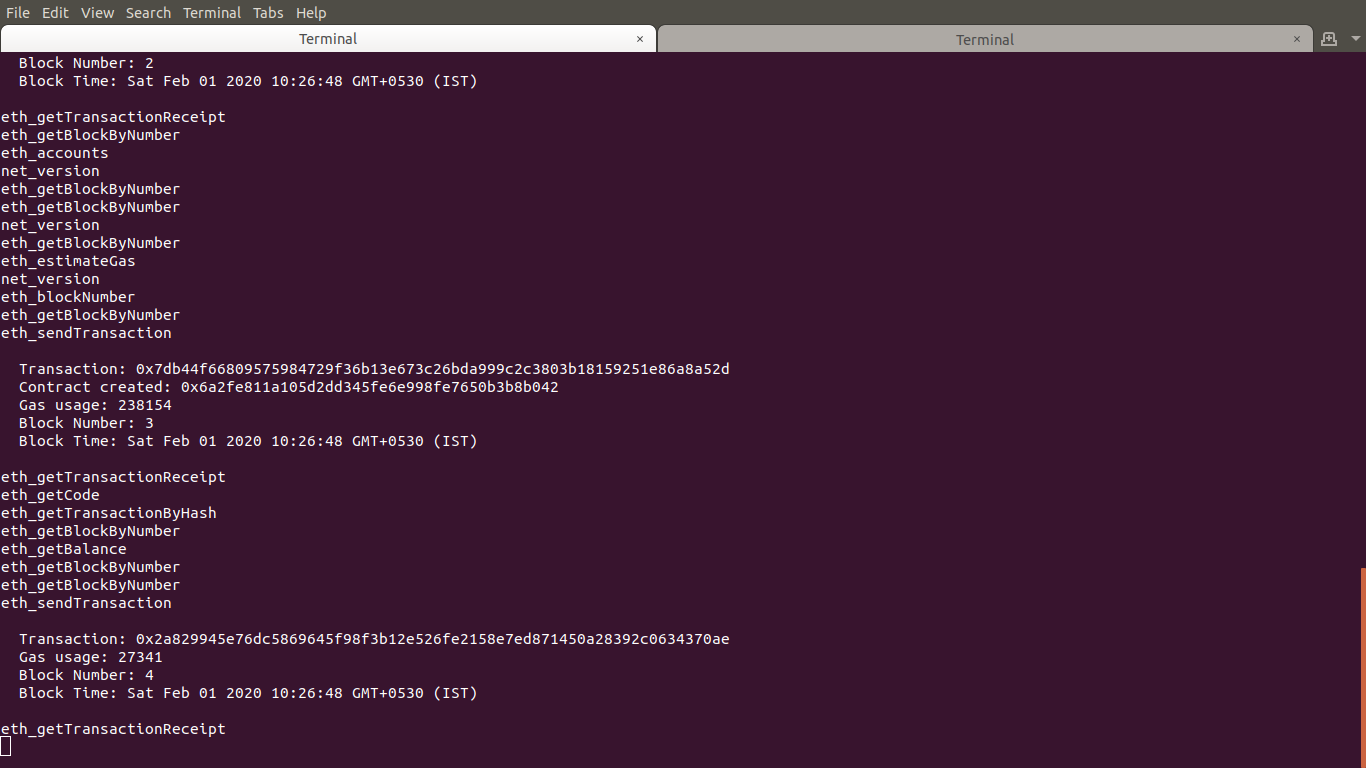 File Edit View Search Terminal Tabs Help
Terminal × Terminal ×
Block Number: 2
Block Time: Sat Feb 01 2020 10:26:48 GMT+0530 (IST)
eth_getTransactionReceipt
eth_getBlockByNumber
eth_accounts
net_version
eth_getBlockByNumber
eth_getBlockByNumber
net_version
eth_getBlockByNumber
eth_estimateGas
net_version
eth_blockNumber
eth_getBlockByNumber
eth_sendTransaction
Transaction: 0x7db44f66809575984729f36b13e673c26bda999c2c3803b18159251e86a8a52d
Contract created: 0x6a2fe811a105d2dd345fe6e998fe7650b3b8b042
Gas usage: 238154
Block Number: 3
Block Time: Sat Feb 01 2020 10:26:48 GMT+0530 (IST)
eth_getTransactionReceipt
eth_getCode
eth_getTransactionByHash
eth_getBlockByNumber
eth_getBalance
eth_getBlockByNumber
eth_getBlockByNumber
eth_sendTransaction
Transaction: 0x2a829945e76dc5869645f98f3b12e526fe2158e7ed871450a28392c0634370ae
Gas usage: 27341
Block Number: 4
Block Time: Sat Feb 01 2020 10:26:48 GMT+0530 (IST)
eth_getTransactionReceipt